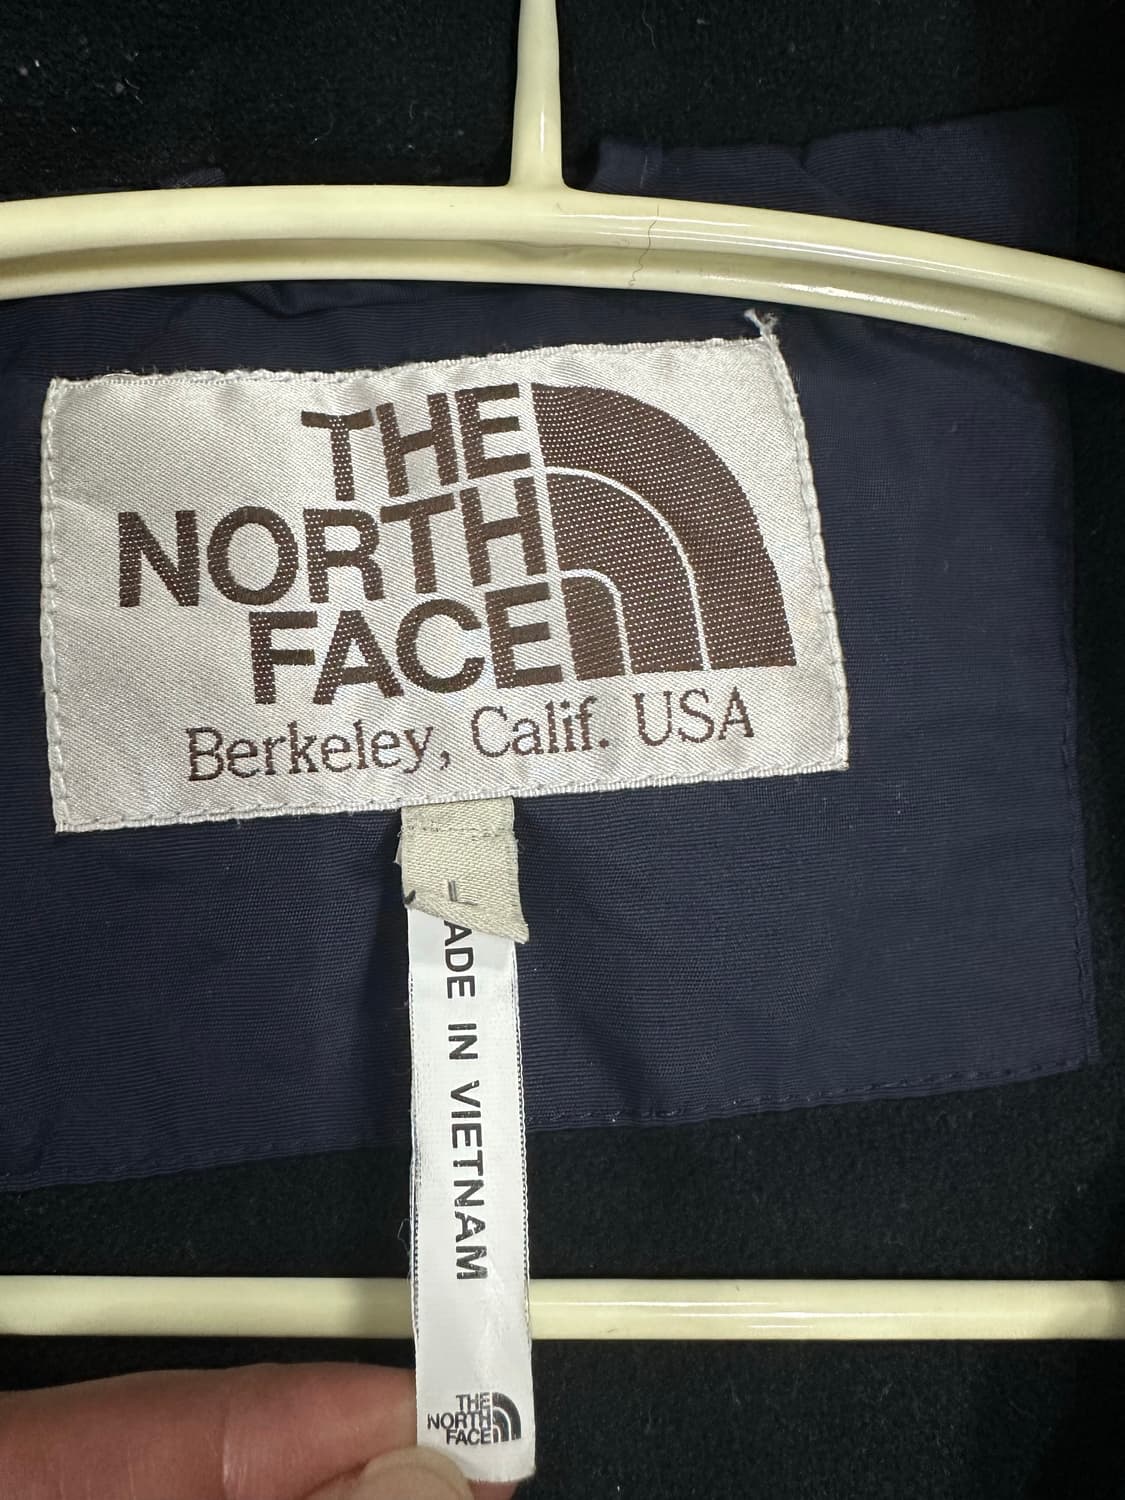 THE
NORTH
FACE
Berkeley, Calif. USA
L
ADE IN VIETNAM
THE
NORTH
FACE